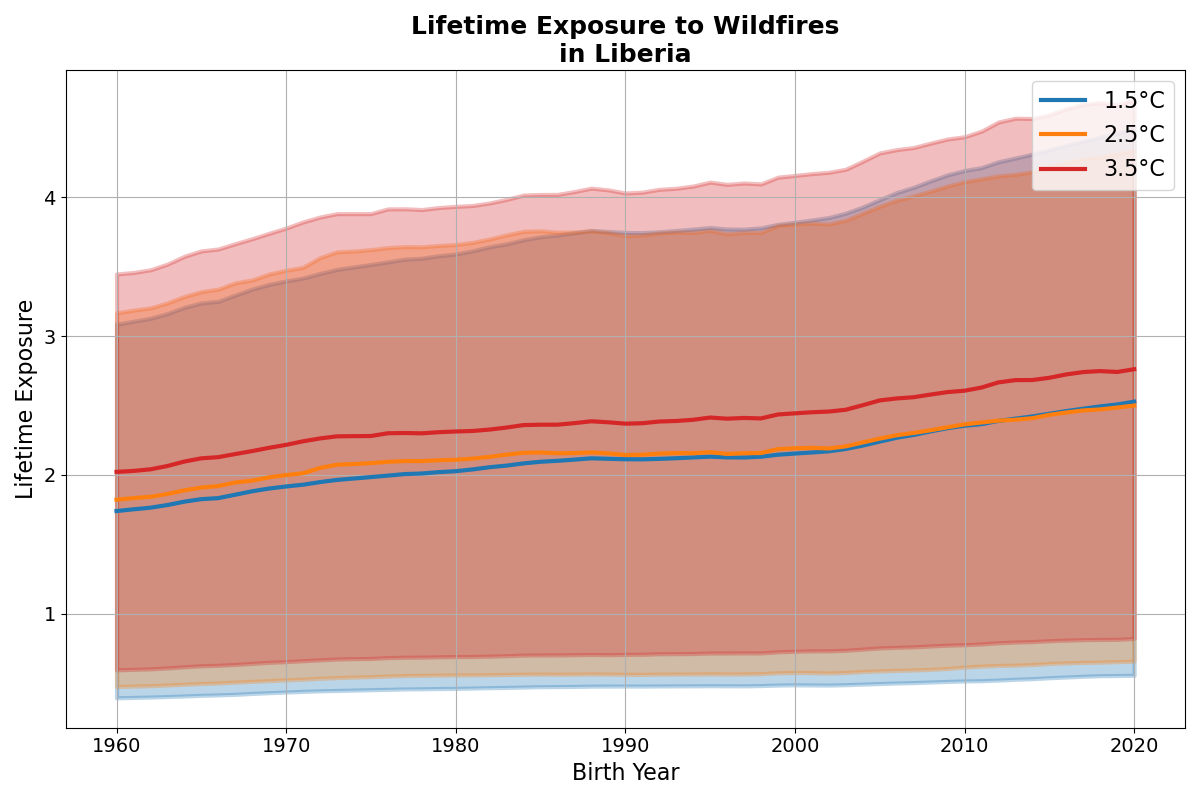 Lifetime Exposure to Wildfires
in Liberia
1.5°C
2.5°C
3.5°C
Lifetime Exposure
4
3
2
1
1960
1970
1980
1990
2000
2010
2020
Birth Year